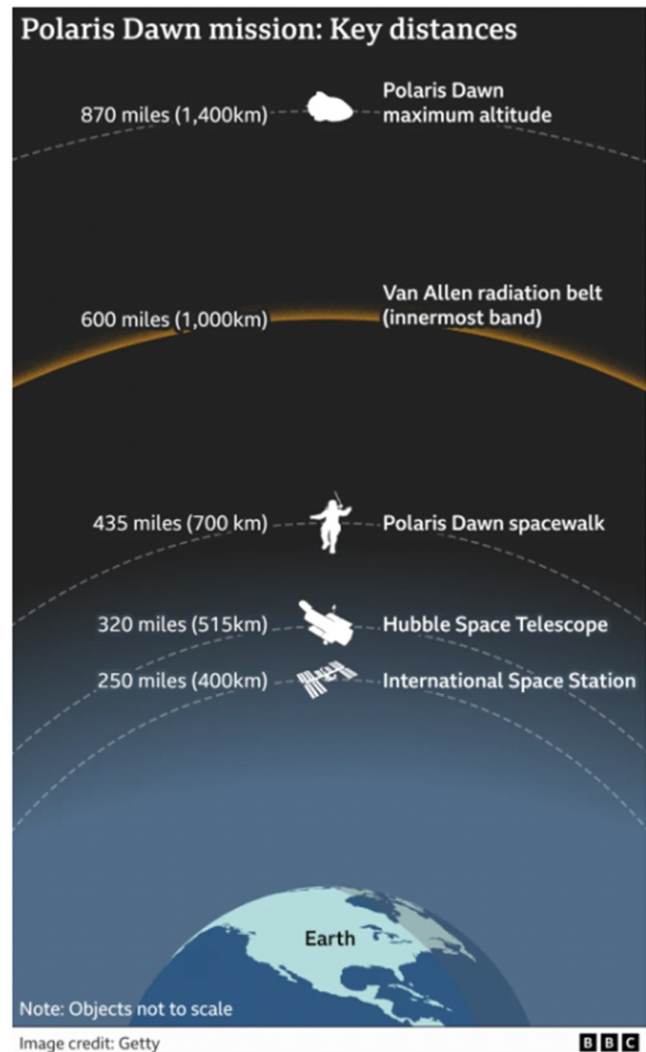 Polaris Dawn mission: Key distances
870 miles (1,400km)
Polaris Dawn
maximum altitude
600 miles (1,000km)
Van Allen radiation belt
(innermost band)
435 miles (700 km)
Polaris Dawn spacewalk
320 miles (515km)
Hubble Space Telescope
250 miles (400km)
International Space Station
Earth
Note: Objects not to scale
Image credit: Getty
BBC